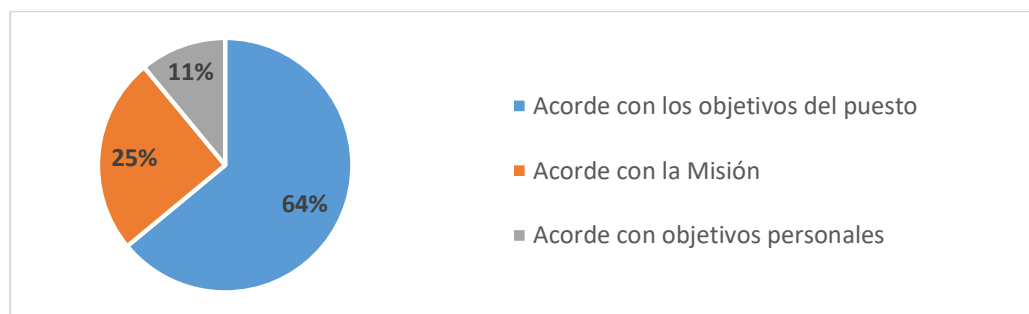 11%
25%
64%
Acorde con los objetivos del puesto
Acorde con la Misión
Acorde con objetivos personales